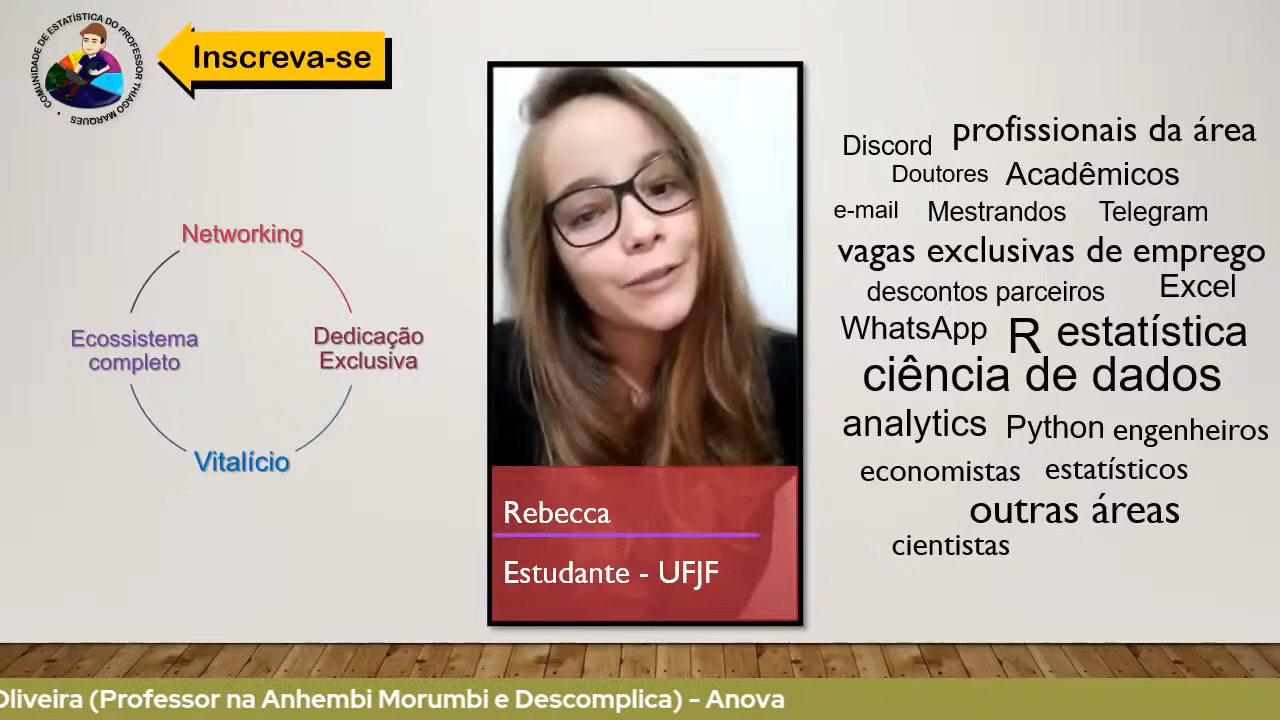 COMUNIDADE DE ESTATÍSTICA DO PROFESSOR THIAGO MARQUES
Inscreva-se
Networking
Ecossistema
completo
Dedicação
Exclusiva
Vitalício
Rebecca
Estudante - UFJF
Discord profissionais da área
Doutores Acadêmicos
e-mail Mestrandos Telegram
vagas exclusivas de emprego
descontos parceiros Excel
WhatsApp R estatística
ciência de dados
analytics Python engenheiros
economistas estatísticos
outras áreas
cientistas
Oliveira (Professor na Anhembi Morumbi e Descomplica) - Anova